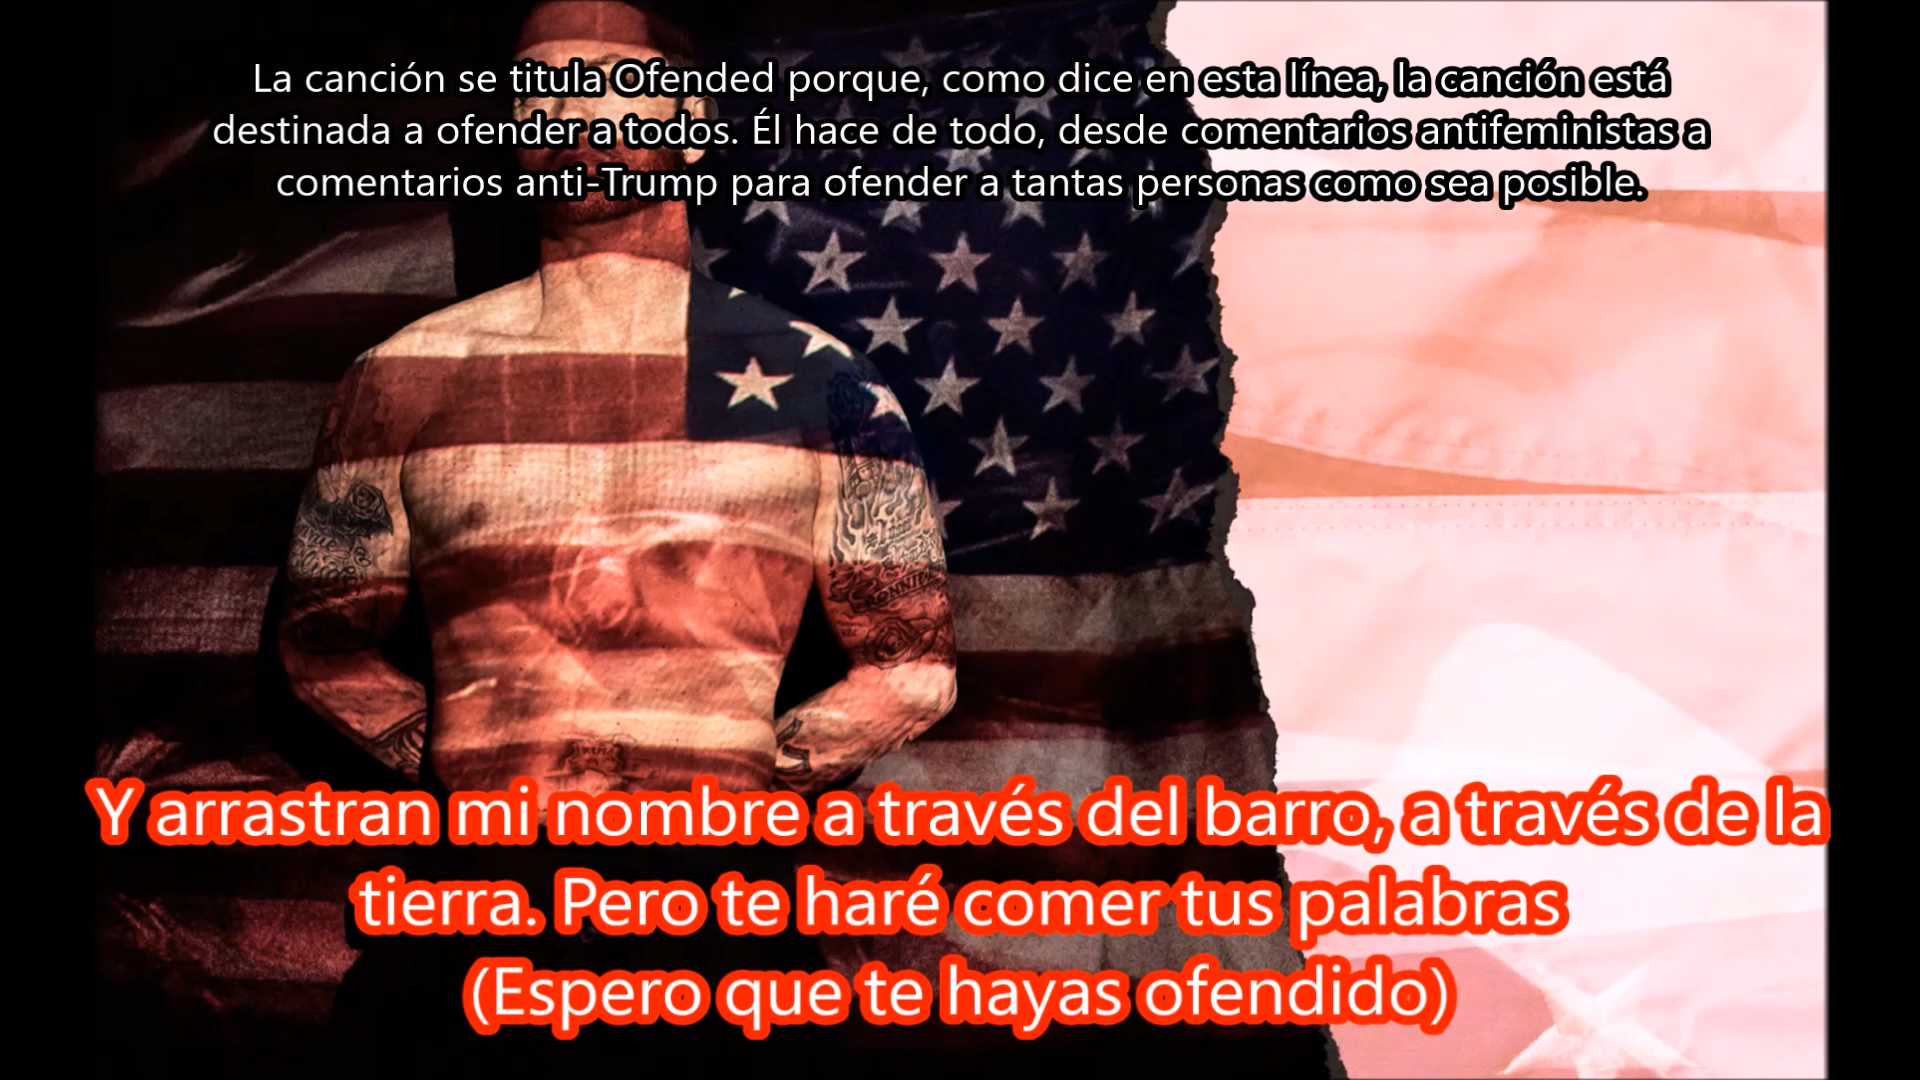 La canción se titula Ofended porque, como dice en esta línea, la canción está
destinada a ofender a todos. Él hace de todo, desde comentarios antifeministas a
comentarios anti-Trump para ofender a tantas personas como sea posible.
Y arrastran mi nombre a través del barro, a través de la
tierra. Pero te haré comer tus palabras
(Espero que te hayas ofendido)